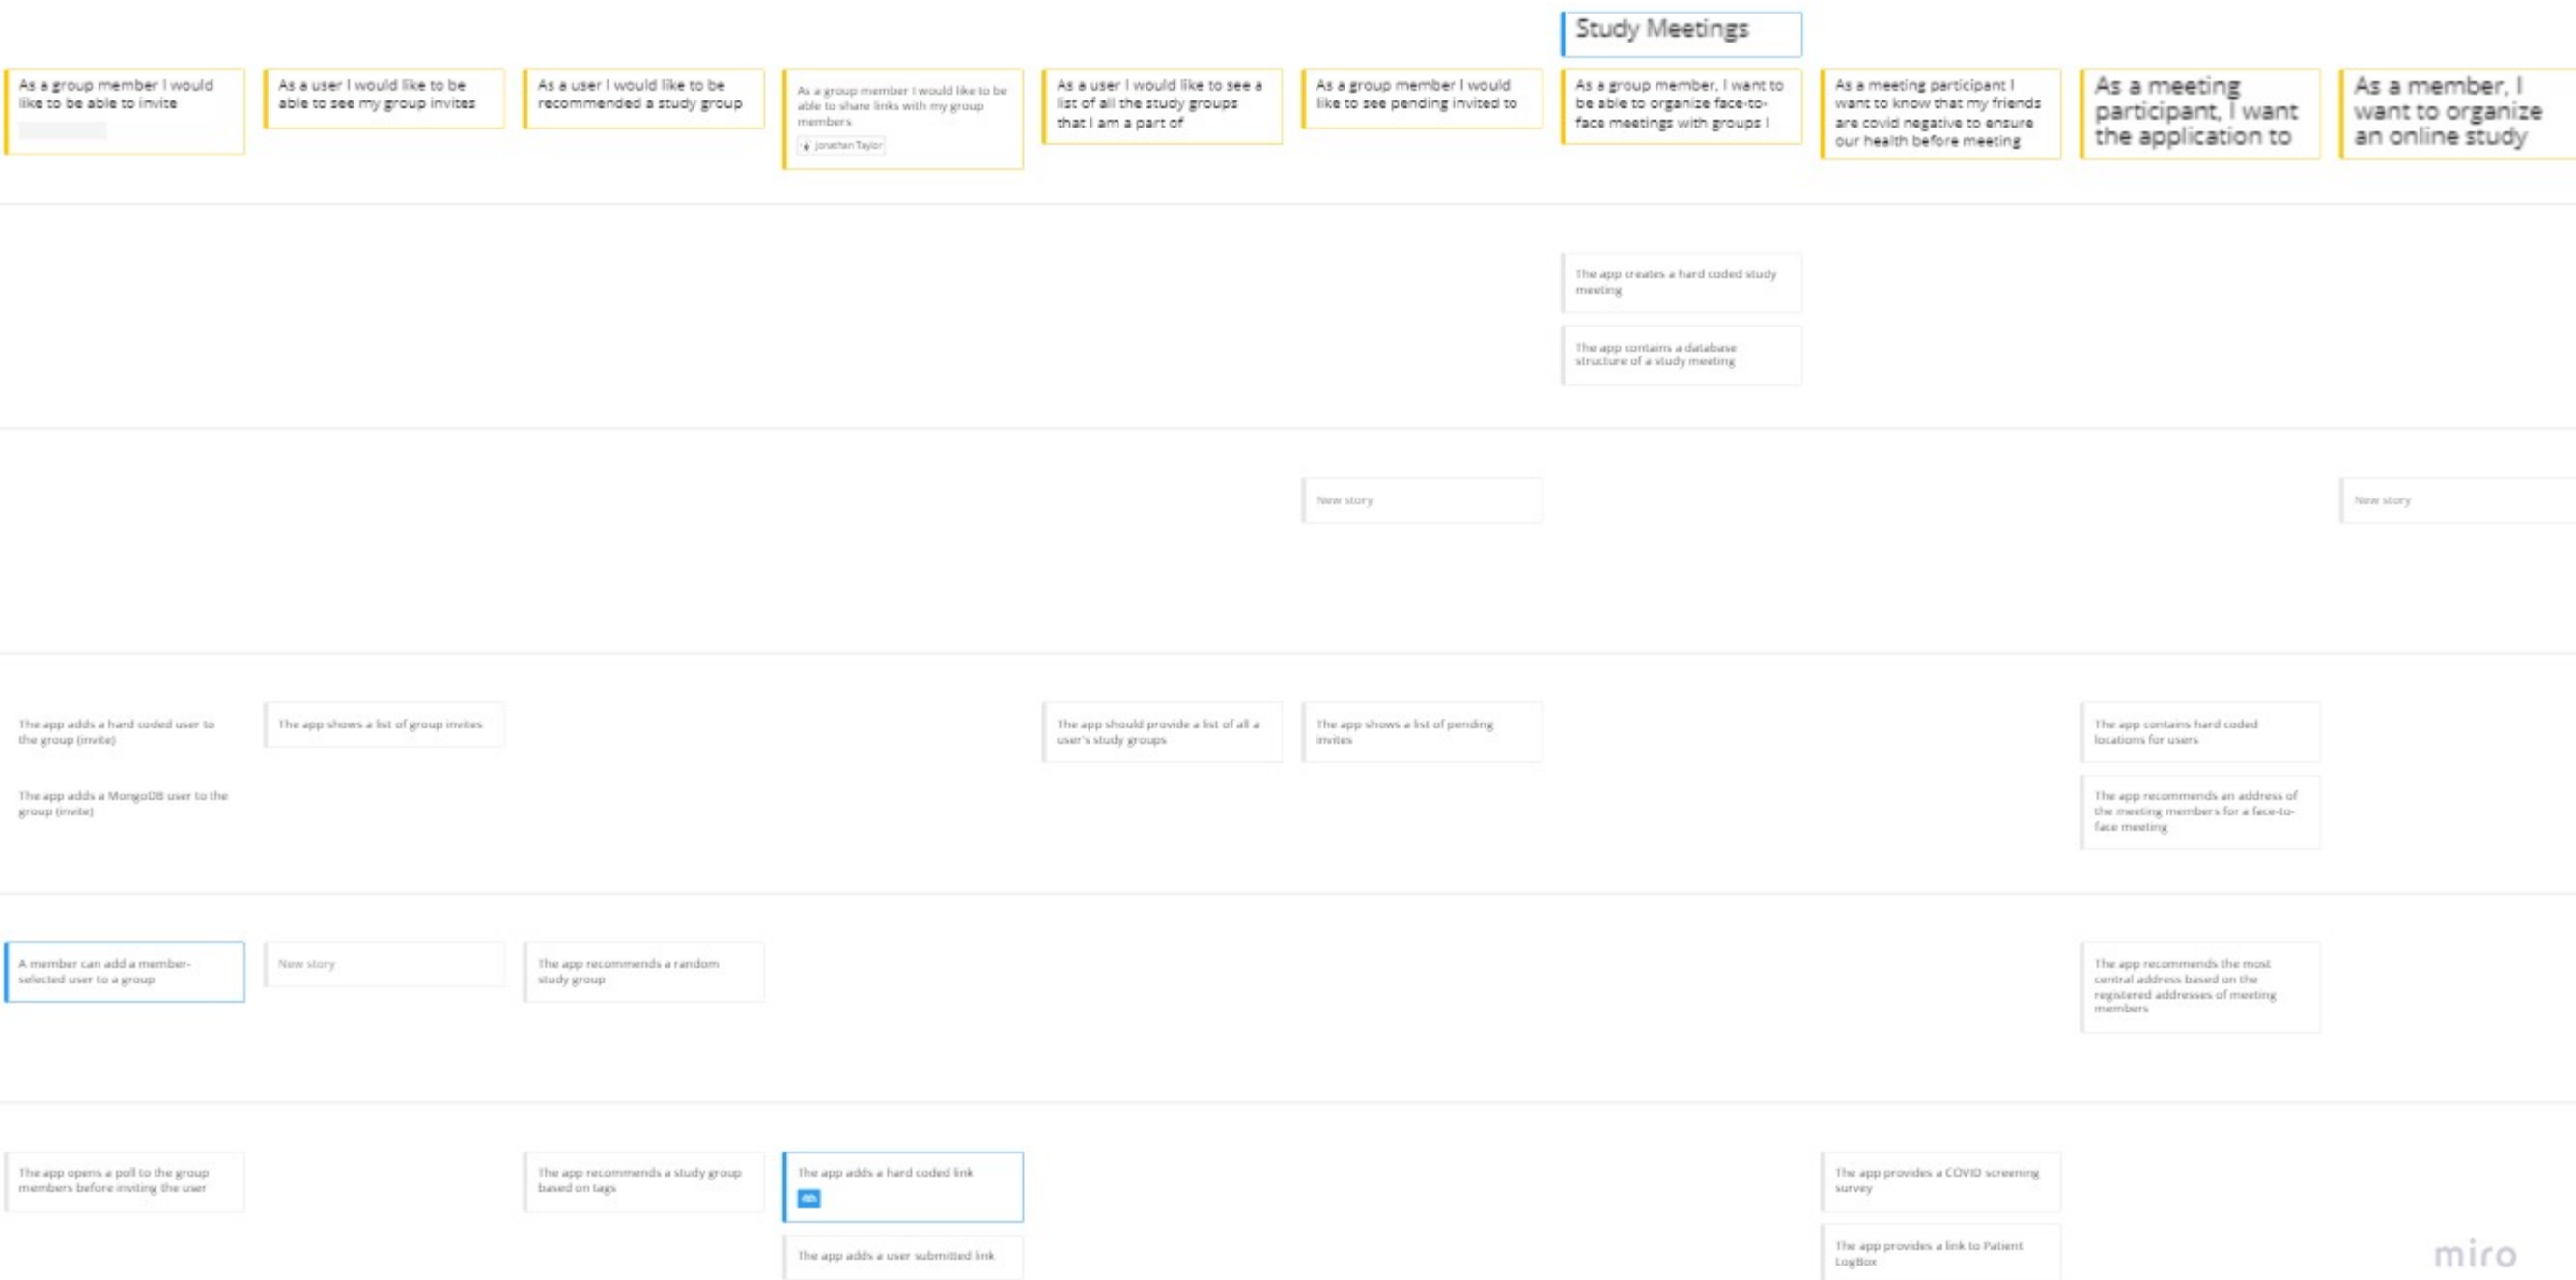 Study Meetings
As a group member I would
like to be able to invite
As a user I would like to be
able to see my group invites
As a user I would like to be
recommended a study group
As a group member I would like to be
able to share links with my group
members
Jonathan Taylor
As a user I would like to see a
list of all the study groups
that I am a part of
As a group member I would
like to see pending invited to
As a group member, I want to
be able to organize face-to-
face meetings with groups I
As a meeting participant I
want to know that my friends
are covid negative to ensure
our health before meeting
As a meeting
participant, I want
the application to
As a member, I
want to organize
an online study
The app creates a hard coded study
meeting
The app contains a database
structure of a study meeting
New story
New story
The app adds a hard coded user to
the group (invite)
The app adds a MongoDB user to the
group (invite)
The app shows a list of group invites
The app should provide a list of all a
user's study groups
The app shows a list of pending
invites
The app contains hard coded
locations for users
The app recommends an address of
the meeting members for a face-to-
face meeting
A member can add a member-
selected user to a group
New story
The app recommends a random
study group
The app recommends the most
central address based on the
registered addresses of meeting
members
The app opens a poll to the group
members before inviting the user
The app recommends a study group
based on tags
The app adds a hard coded link
The app adds a user submitted link
The app provides a COVID screening
survey
The app provides a link to Patient
LogBox
miro